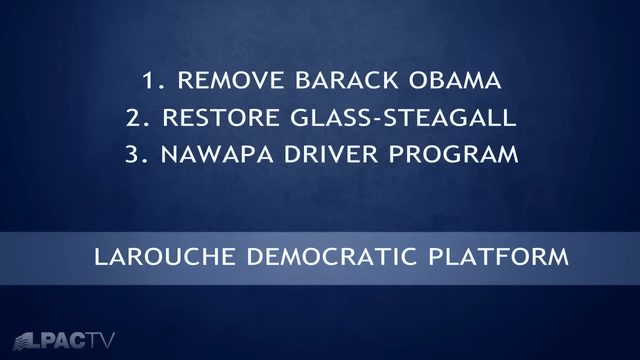 1. REMOVE BARACK OBAMA
2. RESTORE GLASS-STEAGALL
3. NAWAPA DRIVER PROGRAM
LAROUCHE DEMOCRATIC PLATFORM
LPACTV